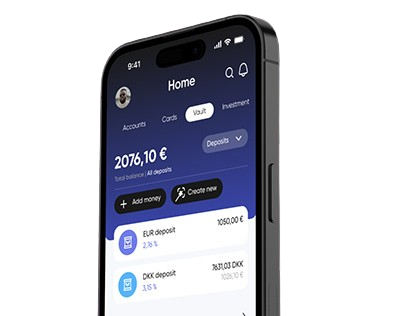 9:41
Home
Accounts Cards Vault Investment
2076,10 €
Deposits
Total balance | All deposits
+ Add money Create new
EUR deposit 1050,00 €
2,76 %
DKK deposit 7631,03 DKK
3,15 % 1026,10 €